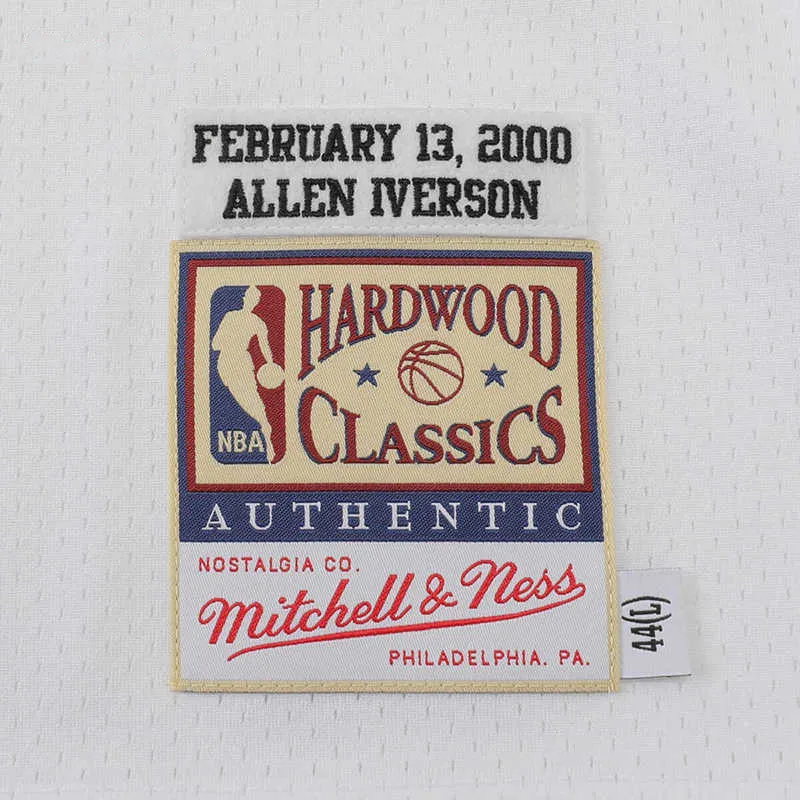 FEBRUARY 13, 2000
ALLEN IVERSON
NBA
HARDWOOD
CLASSICS
AUTHENTIC
NOSTALGIA CO.
Mitchell & Ness
PHILADELPHIA. PA.
44(L)